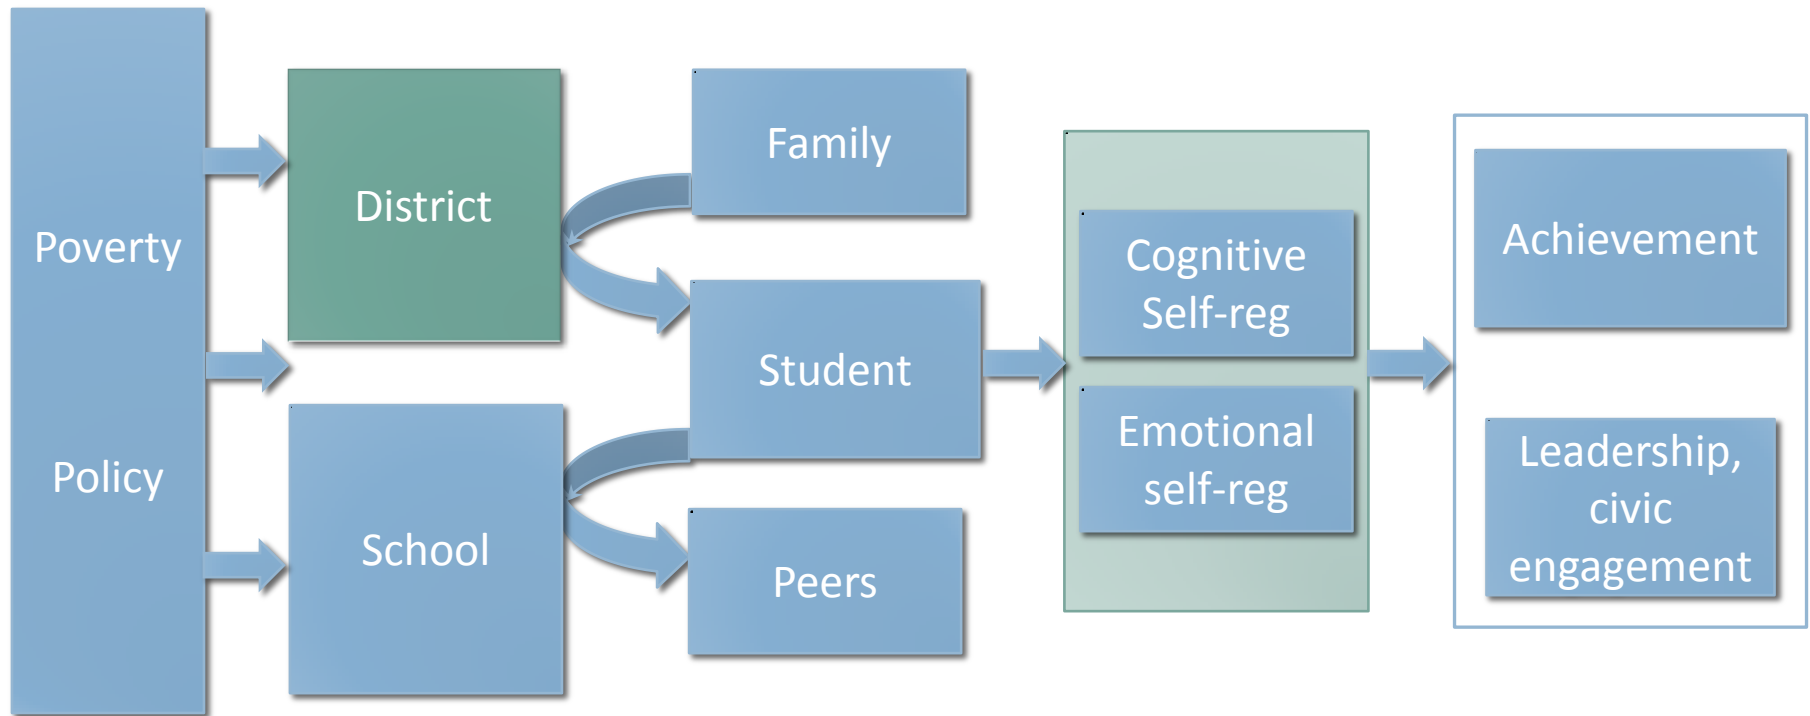 Poverty
Policy
District
School
Family
Student
Peers
Cognitive
Self-reg
Emotional
self-reg
Achievement
Leadership,
civic
engagement